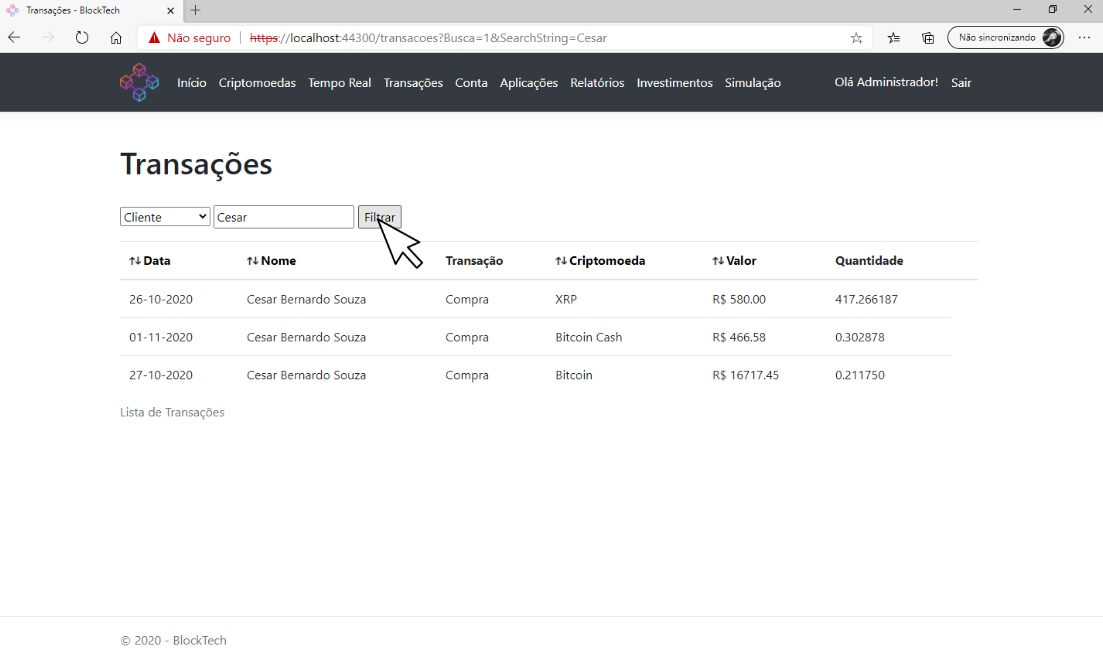 Transações - BlockTech
Não seguro | https://localhost:44300/transacoes?Busca=1&SearchString=Cesar
Não sincronizando
Início Criptomoedas Tempo Real Transações Conta Aplicações Relatórios Investimentos Simulação Olá Administrador! Sair
Transações
Cliente Cesar Filtrar
↑↓ Data ↑↓ Nome Transação ↑↓ Criptomoeda ↑↓ Valor Quantidade
26-10-2020 Cesar Bernardo Souza Compra XRP R$ 580.00 417.266187
01-11-2020 Cesar Bernardo Souza Compra Bitcoin Cash R$ 466.58 0.302878
27-10-2020 Cesar Bernardo Souza Compra Bitcoin R$ 16717.45 0.211750
Lista de Transações
© 2020 - BlockTech